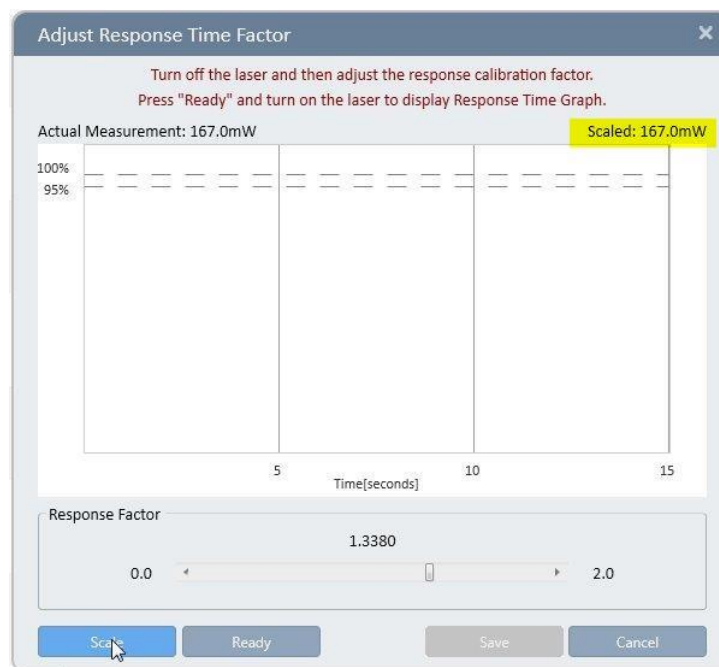 Adjust Response Time Factor
Turn off the laser and then adjust the response calibration factor.
Press "Ready" and turn on the laser to display Response Time Graph.
Actual Measurement: 167.0mW Scaled: 167.0mW
100%
95%
5 10 15
Time[seconds]
Response Factor
1.3380
0.0 2.0
Scale Ready Save Cancel